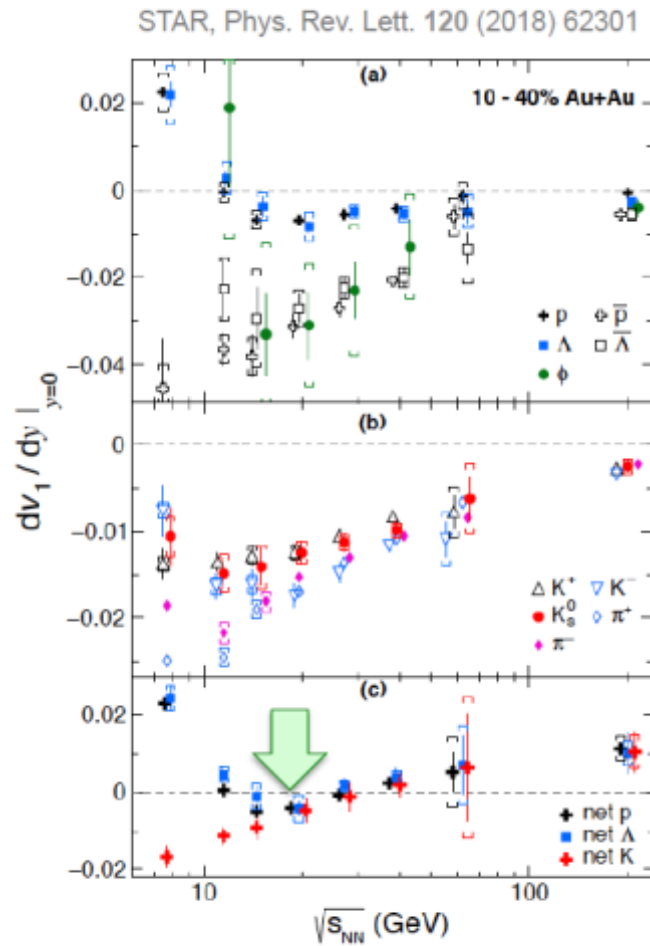 STAR, Phys. Rev. Lett. 120 (2018) 62301
(a)
10 - 40% Au+Au
0.02
0
−0.02
−0.04
p
p̅
Λ
Λ̅
ϕ
dv₁ / dy |y=0
(b)
0
−0.01
−0.02
K⁺
K⁻
K⁰s
π⁺
π⁻
(c)
0.02
0
−0.02
net p
net Λ
net K
10
100
√sNN (GeV)